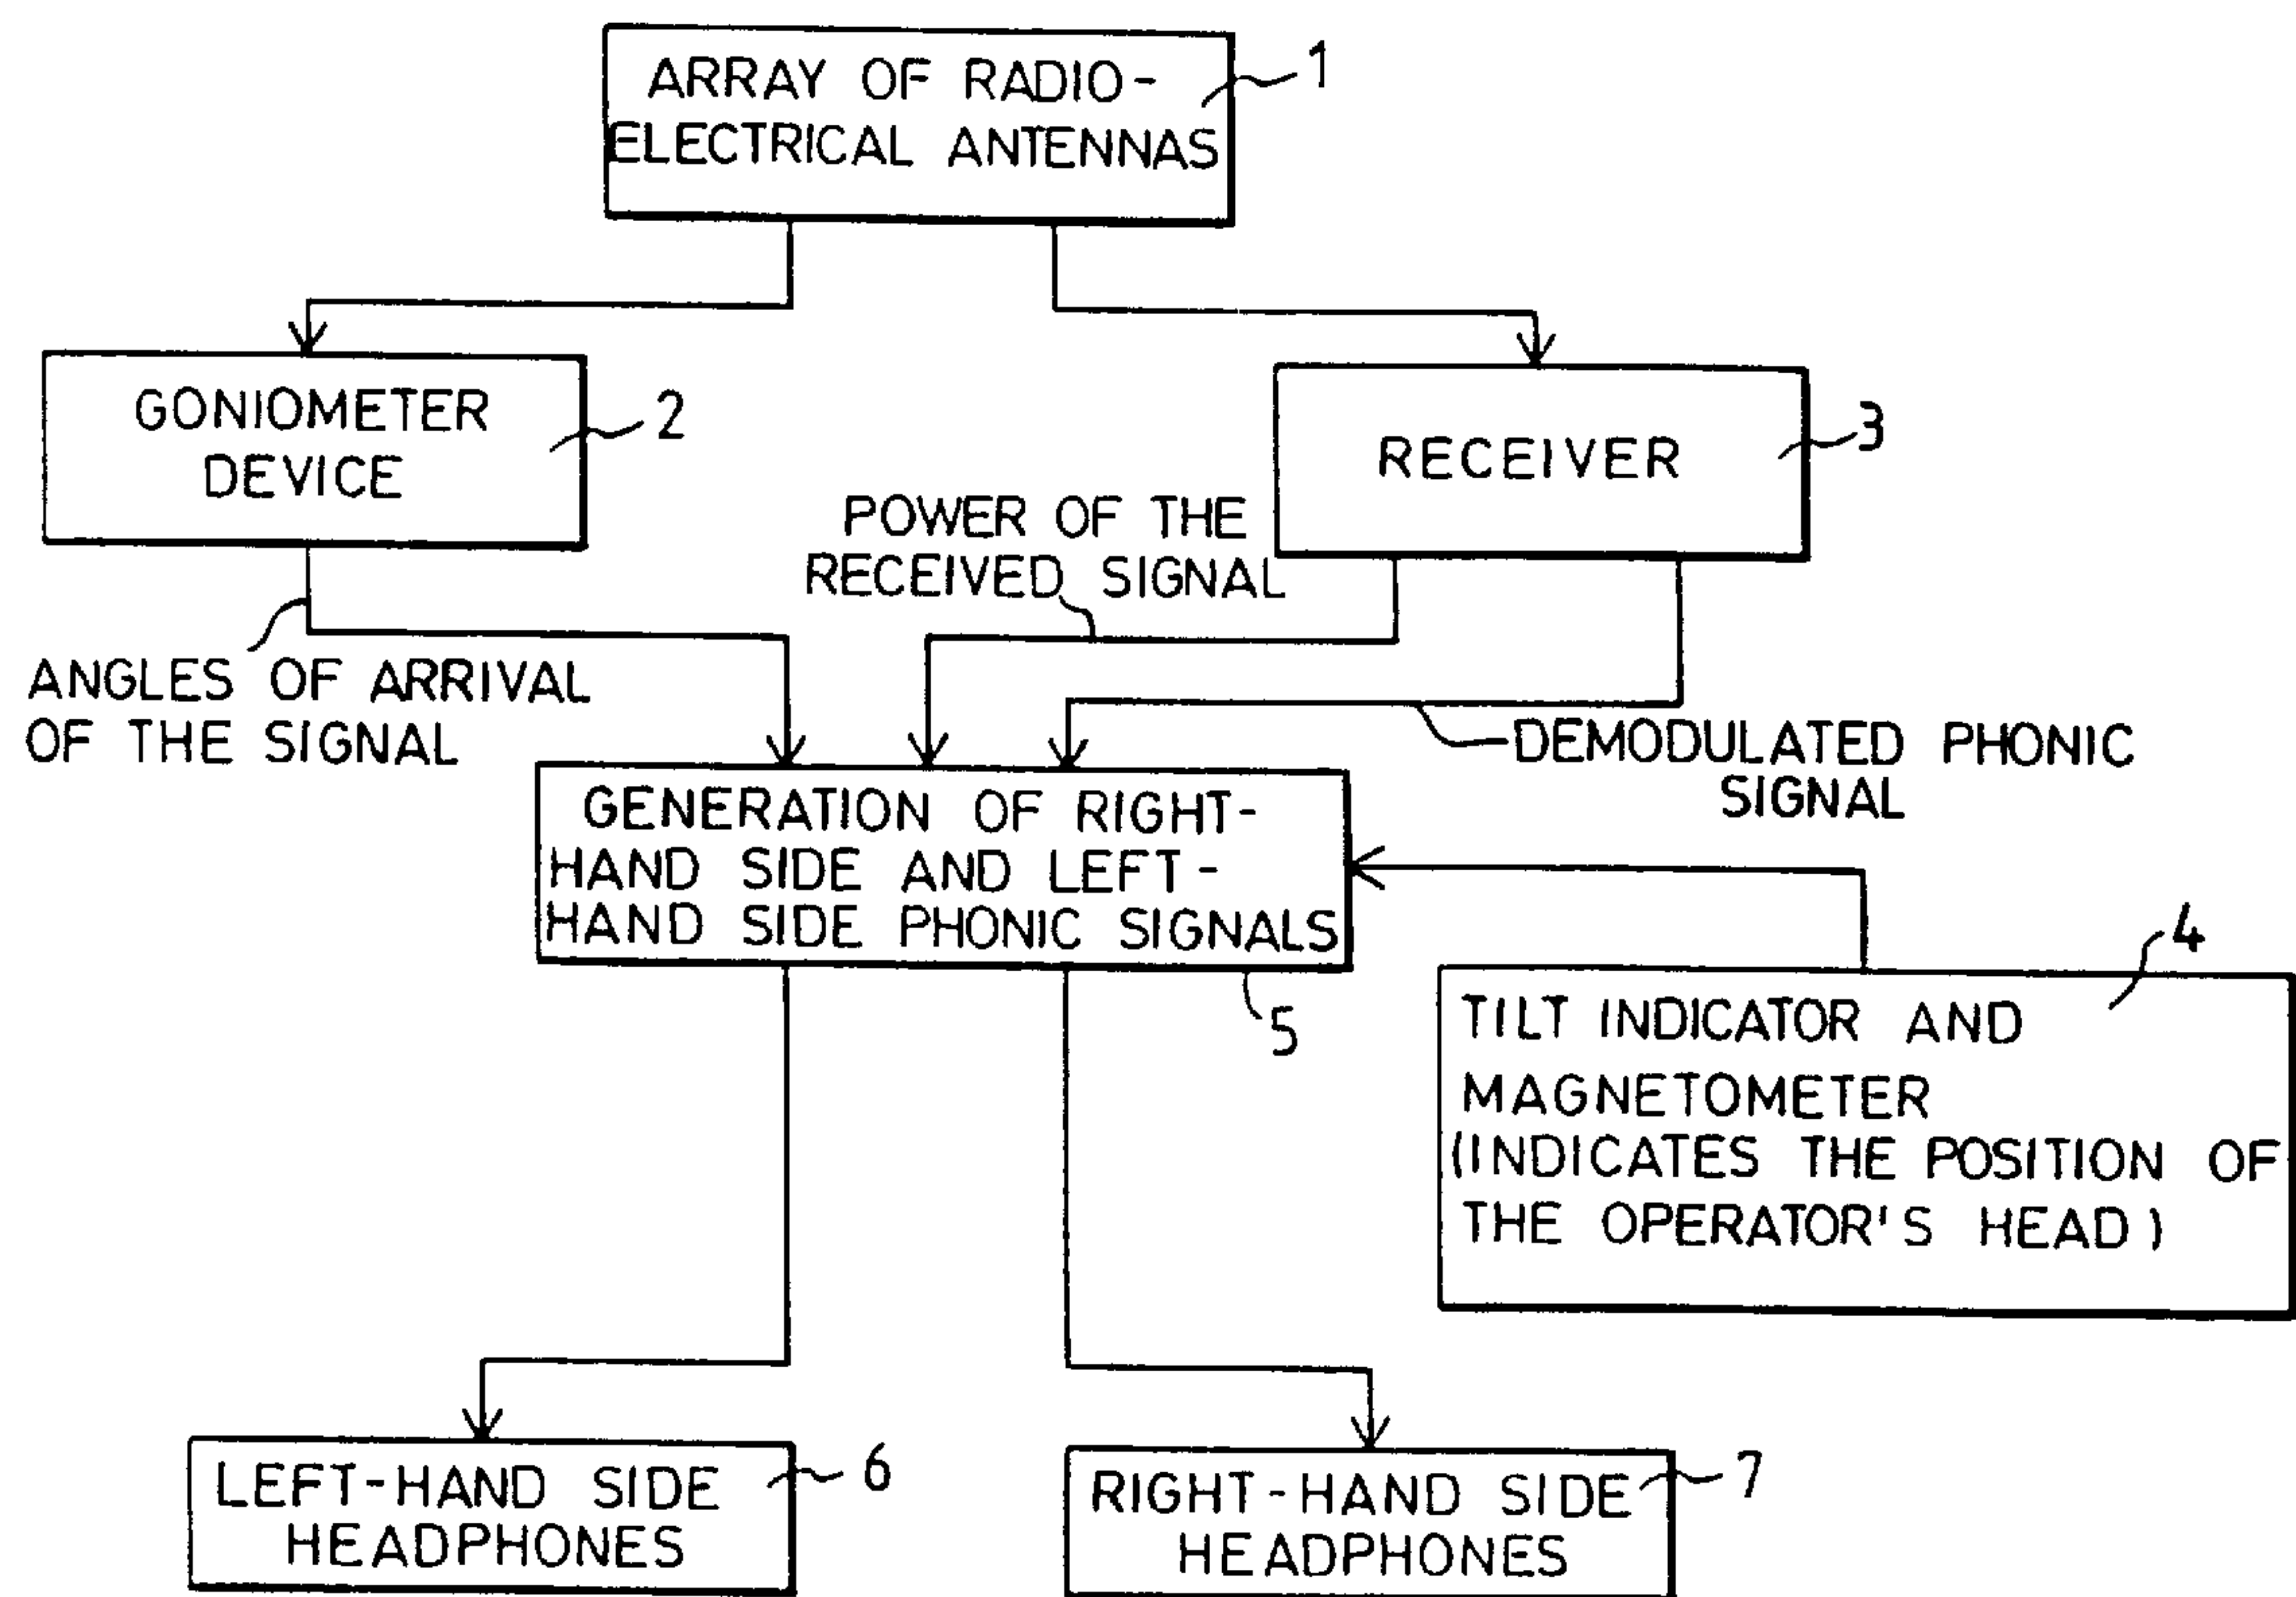 ARRAY OF RADIO-
ELECTRICAL ANTENNAS
1
GONIOMETER
DEVICE
2
RECEIVER
3
POWER OF THE
RECEIVED SIGNAL
ANGLES OF ARRIVAL
OF THE SIGNAL
DEMODULATED PHONIC
SIGNAL
GENERATION OF RIGHT-
HAND SIDE AND LEFT-
HAND SIDE PHONIC SIGNALS
5
4
TILT INDICATOR AND
MAGNETOMETER
(INDICATES THE POSITION OF
THE OPERATOR'S HEAD)
LEFT-HAND SIDE
HEADPHONES
6
RIGHT-HAND SIDE
HEADPHONES
7